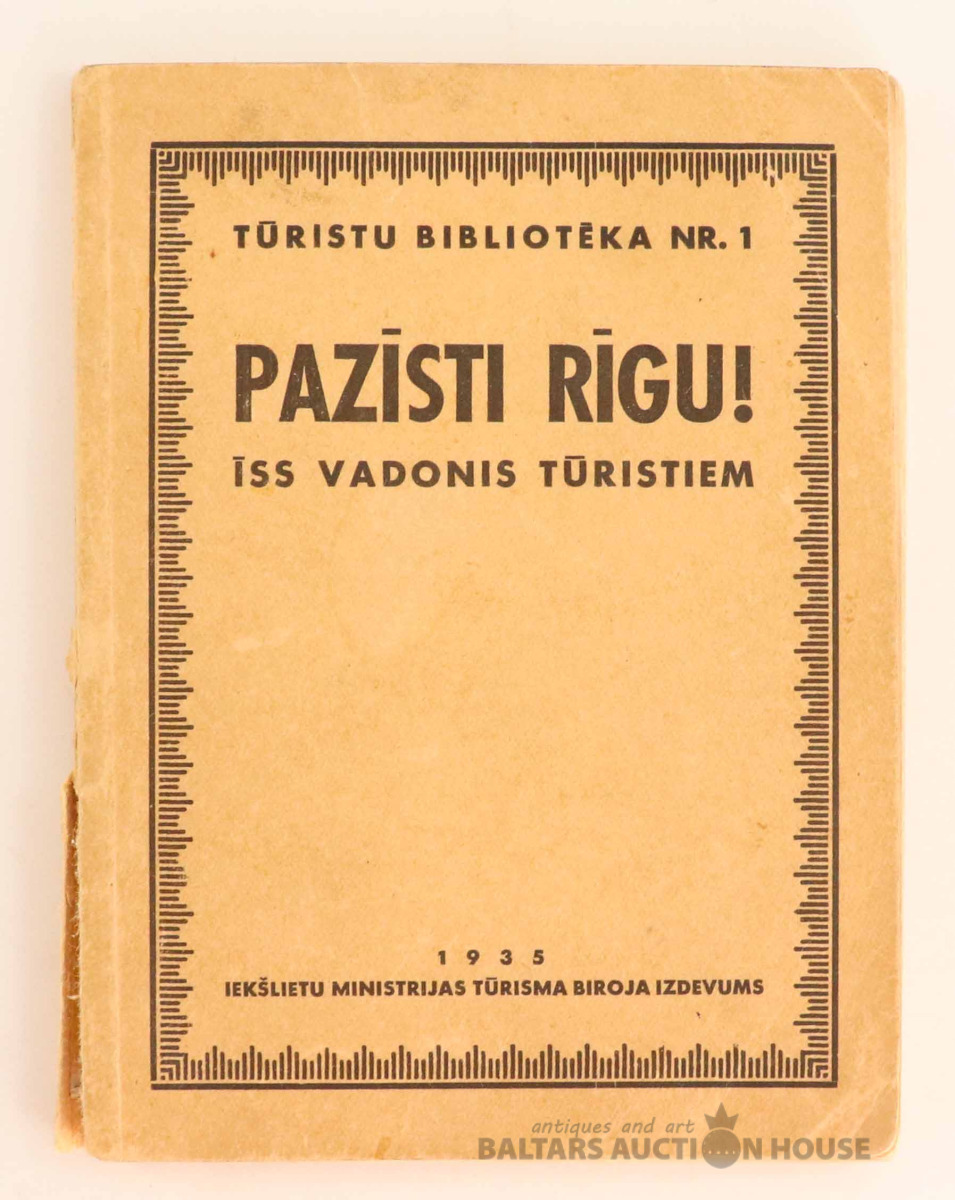 TŪRISTU BIBLIOTĒKA NR. 1
PAZĪSTI RĪGU!
ĪSS VADONIS TŪRISTIEM
1935
IEKŠLIETU MINISTRIJAS TŪRISMA BIROJA IZDEVUMS
antiques and art
BALTARS AUCTION HOUSE